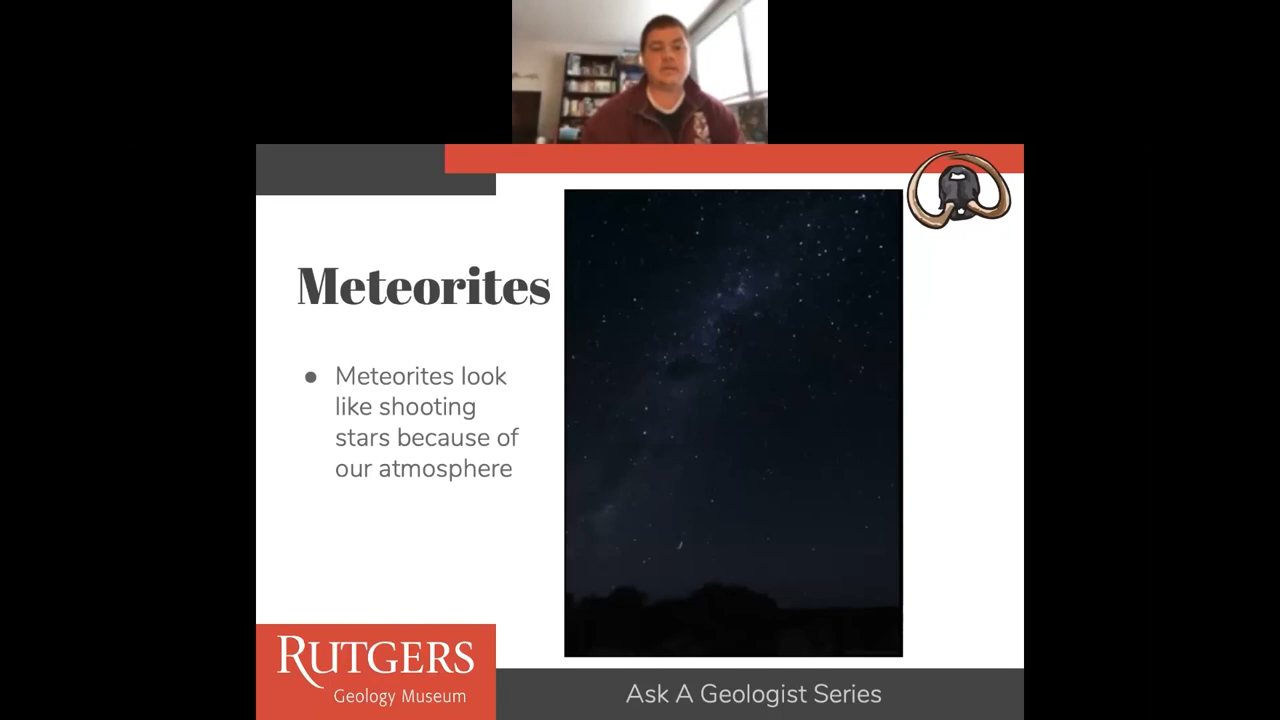 Meteorites
● Meteorites look
like shooting
stars because of
our atmosphere
RUTGERS
Geology Museum
Ask A Geologist Series